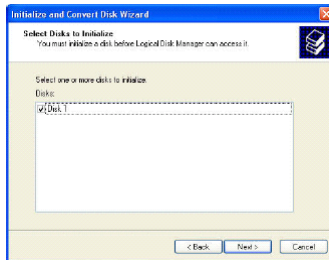 Initialize and Convert Disk Wizard
Select Disks to Initialize
You must initialize a disk before Logical Disk Manager can access it.
Select one or more disks to initialize.
Disks:
Disk 1
< Back
Next >
Cancel